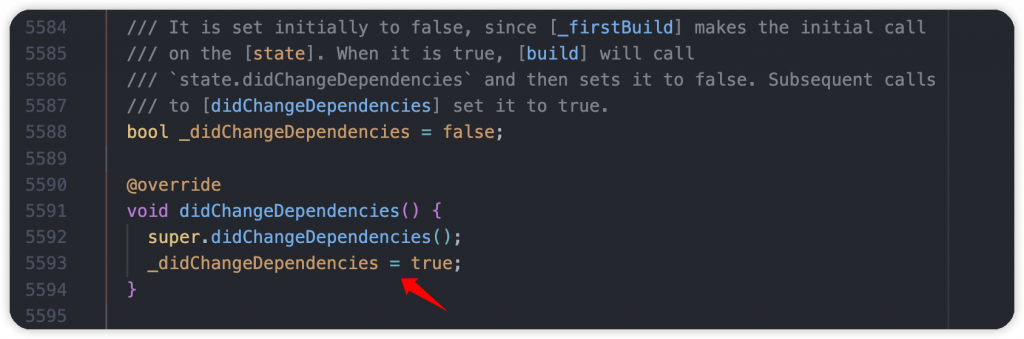 5584 /// It is set initially to false, since [_firstBuild] makes the initial call
5585 /// on the [state]. When it is true, [build] will call
5586 /// `state.didChangeDependencies` and then sets it to false. Subsequent calls
5587 /// to [didChangeDependencies] set it to true.
5588 bool _didChangeDependencies = false;
5589
5590 @override
5591 void didChangeDependencies() {
5592 super.didChangeDependencies();
5593 _didChangeDependencies = true;
5594 }
5595